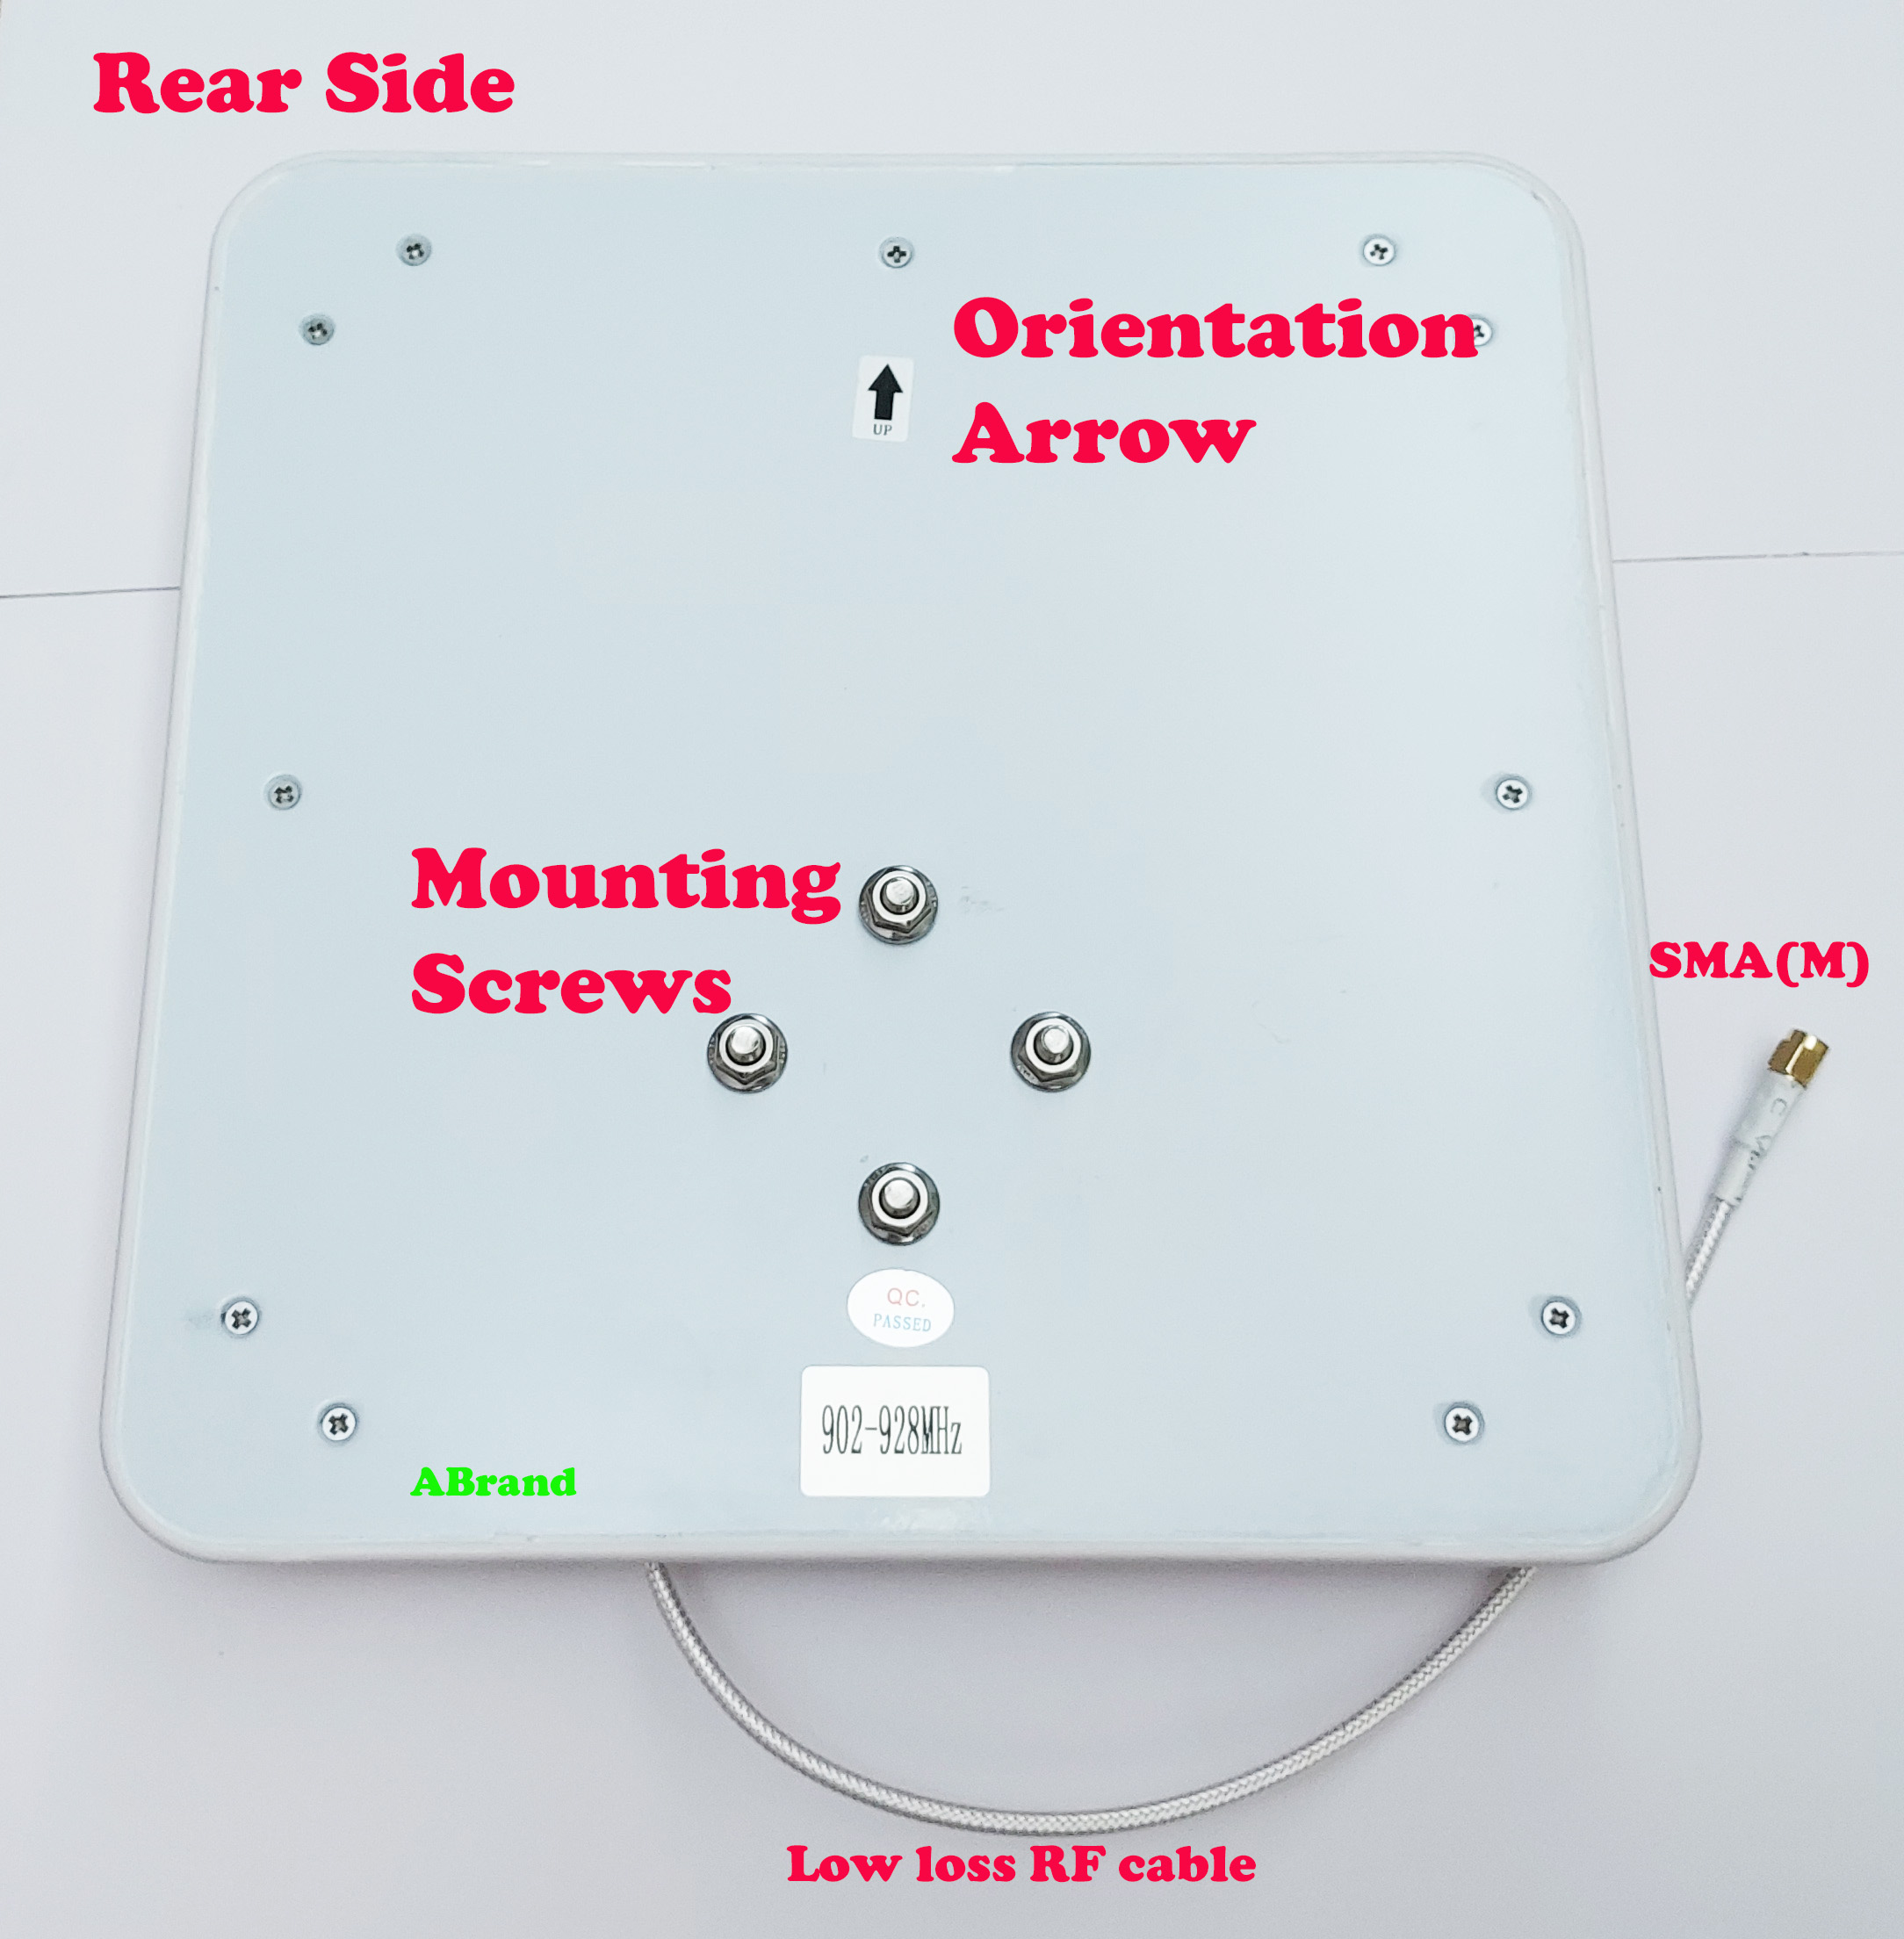 Rear Side
Orientation
Arrow
UP
Mounting
Screws
SMA(M)
QC.
PASSED
902-928MHz
ABrand
Low loss RF cable